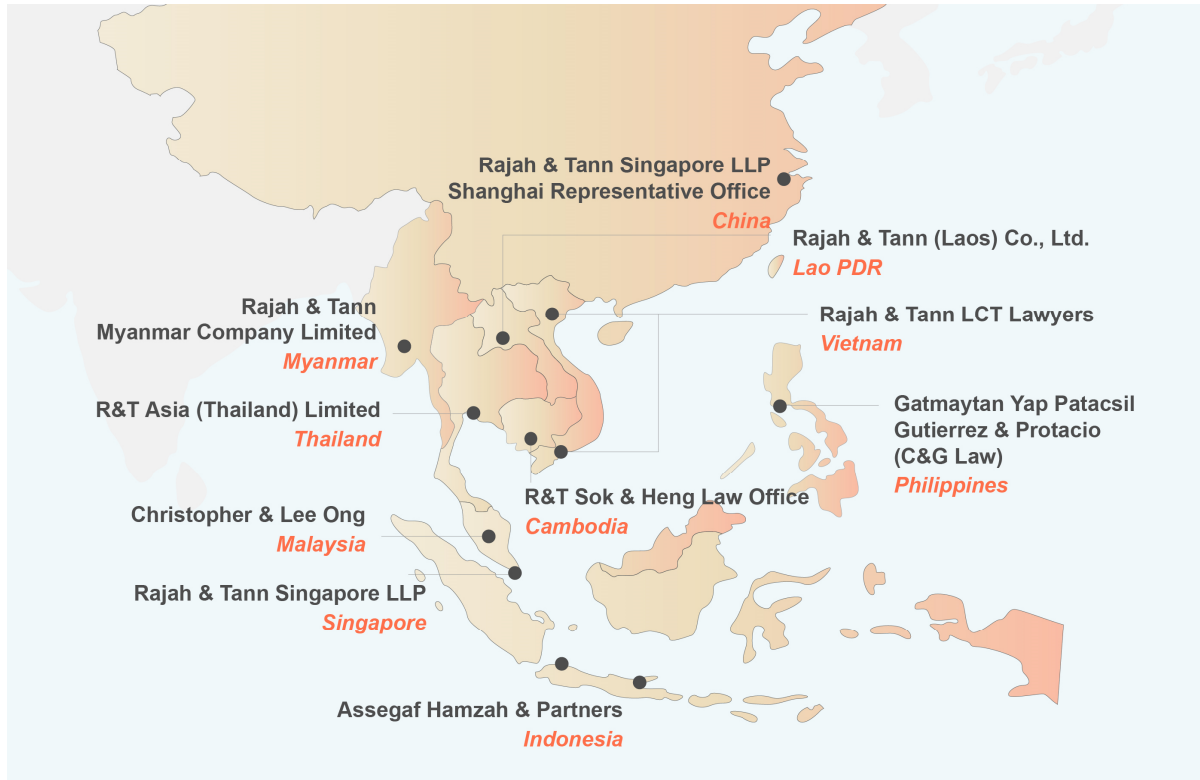 Rajah & Tann Singapore LLP
Shanghai Representative Office
China
Rajah & Tann (Laos) Co., Ltd.
Lao PDR
Rajah & Tann
Myanmar Company Limited
Myanmar
Rajah & Tann LCT Lawyers
Vietnam
R&T Asia (Thailand) Limited
Thailand
Gatmaytan Yap Patacsil
Gutierrez & Protacio
(C&G Law)
Philippines
R&T Sok & Heng Law Office
Cambodia
Christopher & Lee Ong
Malaysia
Rajah & Tann Singapore LLP
Singapore
Assegaf Hamzah & Partners
Indonesia